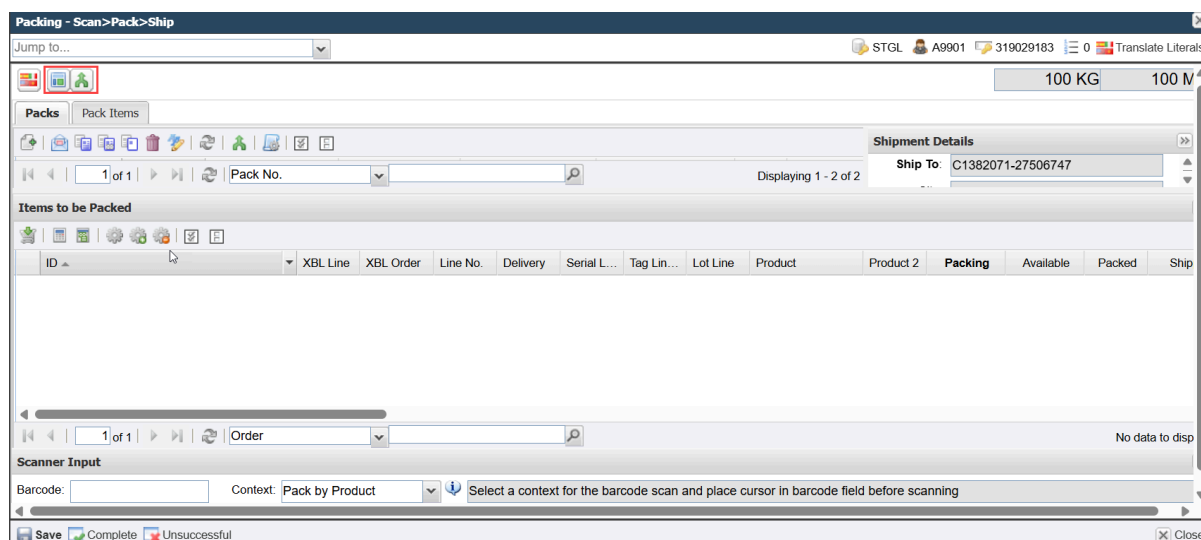 Packing - Scan>Pack>Ship
Jump to... STGL A9901 319029183 0 Translate Literals
100 KG 100 M
Packs Pack Items
Shipment Details
1 of 1 Pack No. Displaying 1 - 2 of 2 Ship To: C1382071-27506747
Items to be Packed
ID XBL Line XBL Order Line No. Delivery Serial L... Tag Lin... Lot Line Product Product 2 Packing Available Packed Ship
1 of 1 Order No data to disp
Scanner Input
Barcode: Context: Pack by Product Select a context for the barcode scan and place cursor in barcode field before scanning
Save Complete Unsuccessful Close